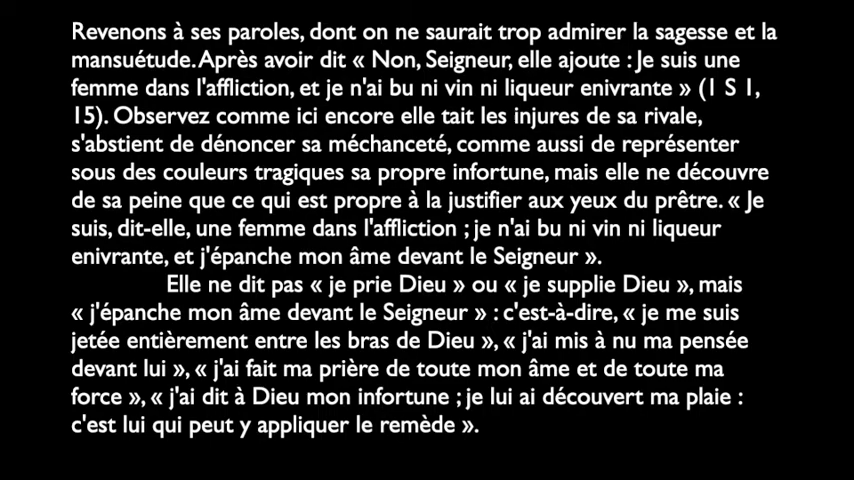 Revenons à ses paroles, dont on ne saurait trop admirer la sagesse et la
mansuétude. Après avoir dit « Non, Seigneur, elle ajoute : Je suis une
femme dans l'affliction, et je n'ai bu ni vin ni liqueur enivrante » (1 S 1,
15). Observez comme ici encore elle tait les injures de sa rivale,
s'abstient de dénoncer sa méchanceté, comme aussi de représenter
sous des couleurs tragiques sa propre infortune, mais elle ne découvre
de sa peine que ce qui est propre à la justifier aux yeux du prêtre. « Je
suis, dit-elle, une femme dans l'affliction ; je n'ai bu ni vin ni liqueur
enivrante, et j'épanche mon âme devant le Seigneur ».
Elle ne dit pas « je prie Dieu » ou « je supplie Dieu », mais
« j'épanche mon âme devant le Seigneur » : c'est-à-dire, « je me suis
jetée entièrement entre les bras de Dieu », « j'ai mis à nu ma pensée
devant lui », « j'ai fait ma prière de toute mon âme et de toute ma
force », « j'ai dit à Dieu mon infortune ; je lui ai découvert ma plaie :
c'est lui qui peut y appliquer le remède ».